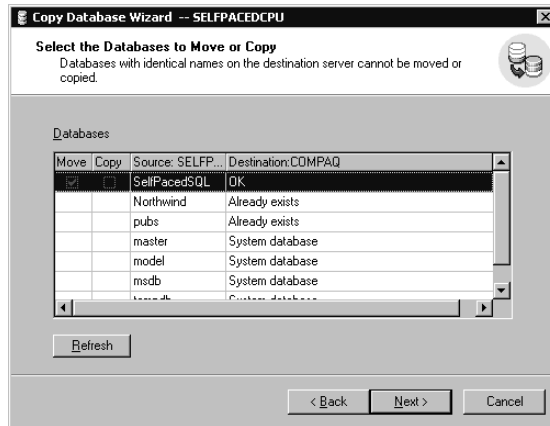 Copy Database Wizard -- SELFPACEDCPU
Select the Databases to Move or Copy
Databases with identical names on the destination server cannot be moved or
copied.
Databases
Move Copy Source: SELFP... Destination:COMPAQ
SelfPacedSQL OK
Northwind Already exists
pubs Already exists
master System database
model System database
msdb System database
Refresh
< Back Next > Cancel